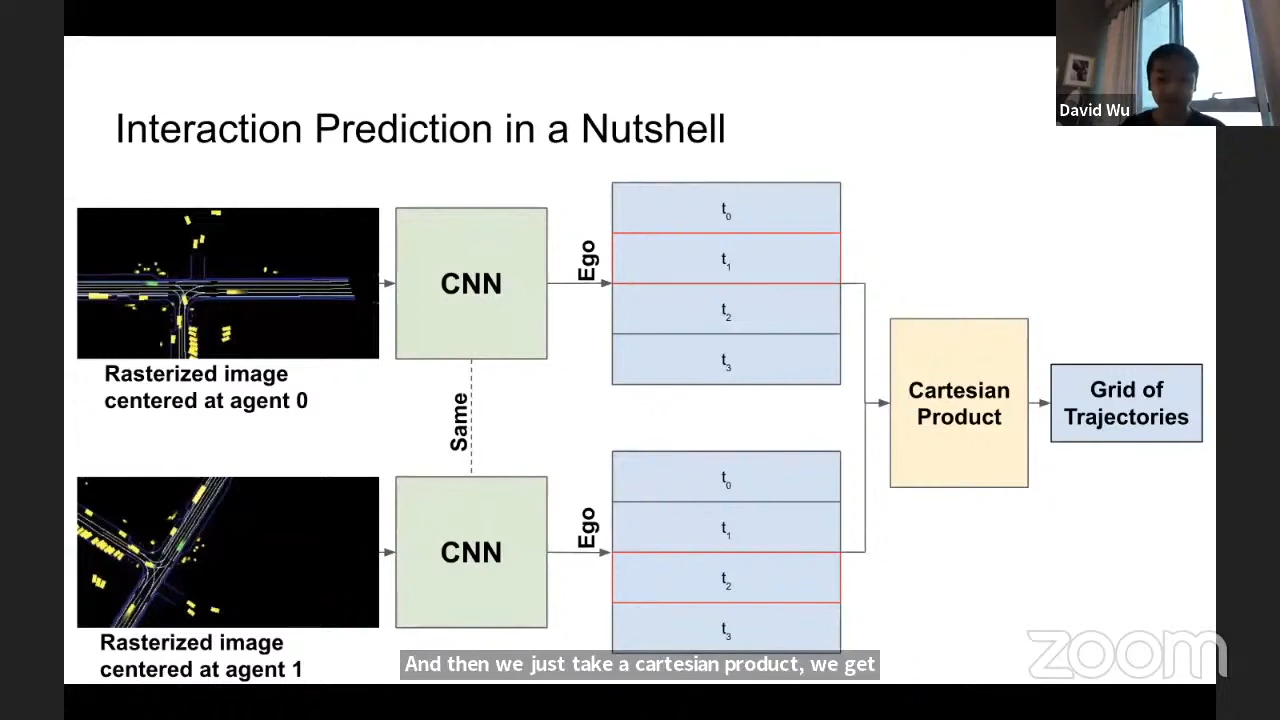 David Wu
Interaction Prediction in a Nutshell
CNN
Ego
t0
t1
t2
t3
Rasterized image
centered at agent 0
Same
Cartesian
Product
Grid of
Trajectories
CNN
Ego
t0
t1
t2
t3
Rasterized image
centered at agent 1
And then we just take a cartesian product, we get
zoom